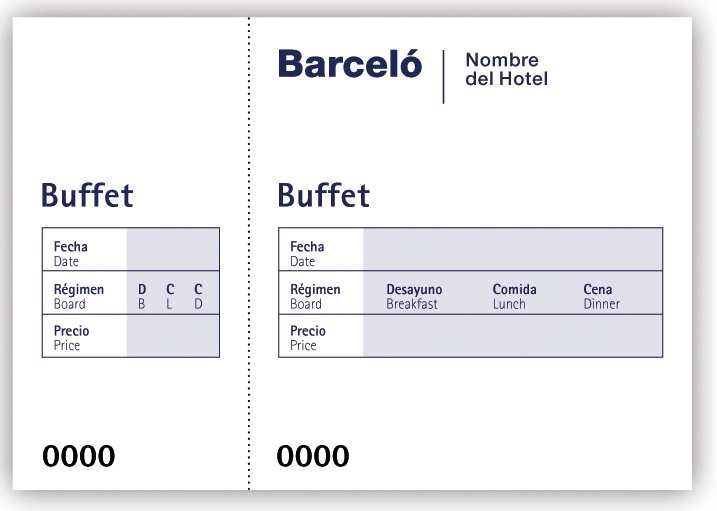 Barceló
Nombre
del Hotel
Buffet
Fecha
Date
Régimen D C C
Board B L D
Precio
Price
0000
Buffet
Fecha
Date
Régimen Desayuno Comida Cena
Board Breakfast Lunch Dinner
Precio
Price
0000